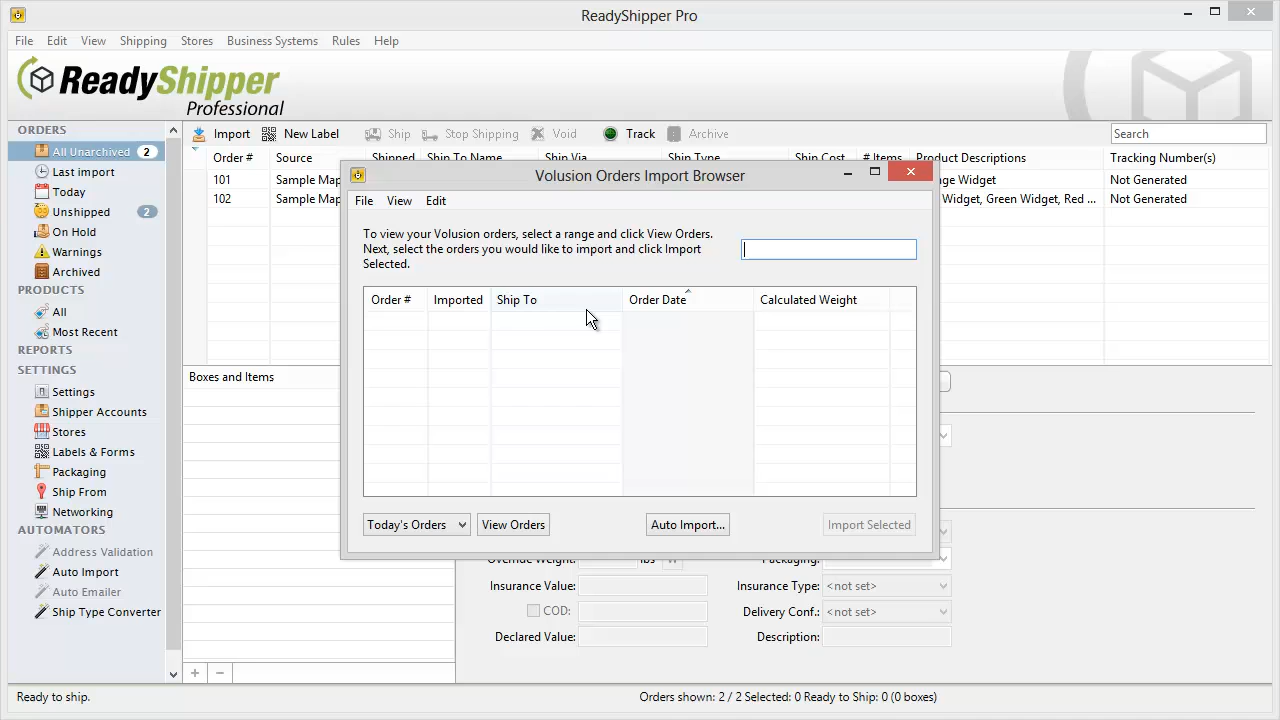 ReadyShipper Pro
File Edit View Shipping Stores Business Systems Rules Help
ReadyShipper
Professional
ORDERS
All Unarchived 2
Last import
Today
Unshipped 2
On Hold
Warnings
Archived
PRODUCTS
All
Most Recent
REPORTS
SETTINGS
Settings
Shipper Accounts
Stores
Labels & Forms
Packaging
Ship From
Networking
AUTOMATORS
Address Validation
Auto Import
Auto Emailer
Ship Type Converter
Import New Label Ship Stop Shipping Void Track Archive Search
Order # Source Shipped Ship To Name Ship Via Ship Type Ship Cost # Items Product Descriptions Tracking Number(s)
101 Sample Map Widget Not Generated
102 Sample Map Widget, Green Widget, Red ... Not Generated
Volusion Orders Import Browser
File View Edit
To view your Volusion orders, select a range and click View Orders.
Next, select the orders you would like to import and click Import
Selected.
Order # Imported Ship To Order Date Calculated Weight
Today's Orders View Orders Auto Import... Import Selected
Boxes and Items
Override Weight: lbs Packaging:
Insurance Value: Insurance Type: <not set>
COD: Delivery Conf.: <not set>
Declared Value: Description:
+ −
Ready to ship. Orders shown: 2 / 2 Selected: 0 Ready to Ship: 0 (0 boxes)